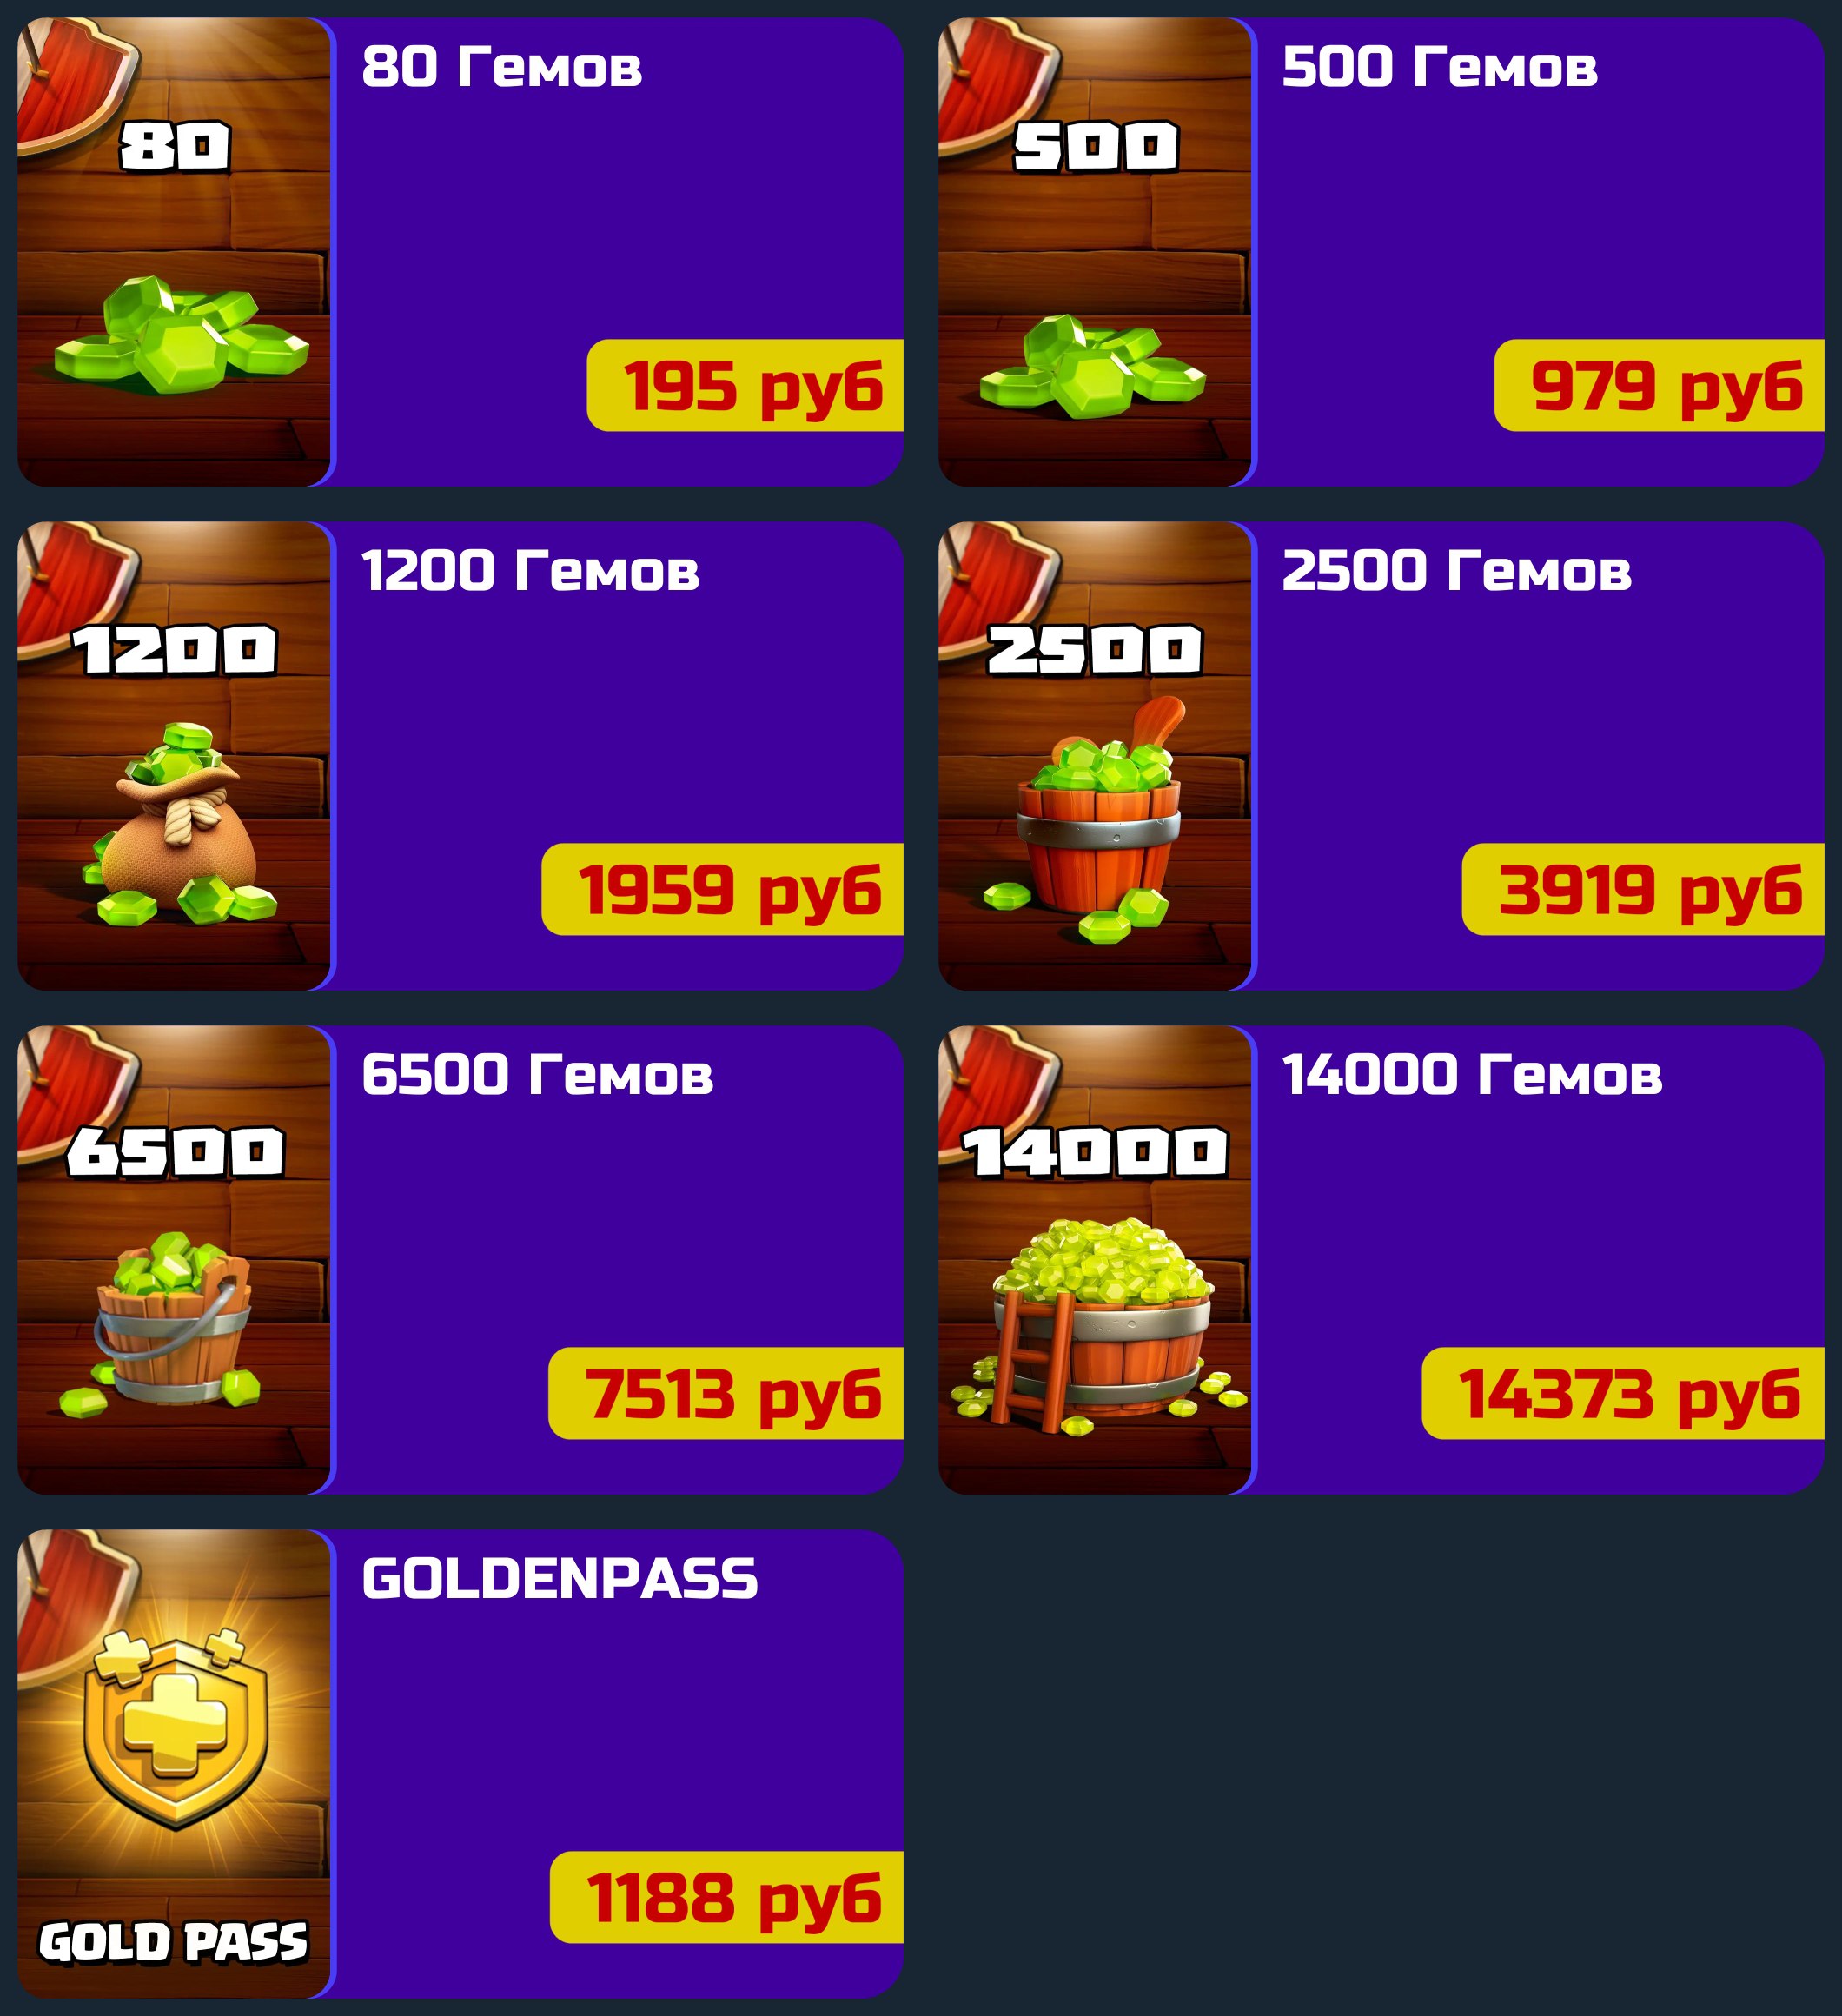 80 Гемов
80
195 руб
500 Гемов
500
979 руб
1200 Гемов
1200
1959 руб
2500 Гемов
2500
3919 руб
6500 Гемов
6500
7513 руб
14000 Гемов
14000
14373 руб
GOLDENPASS
1188 руб
GOLD PASS